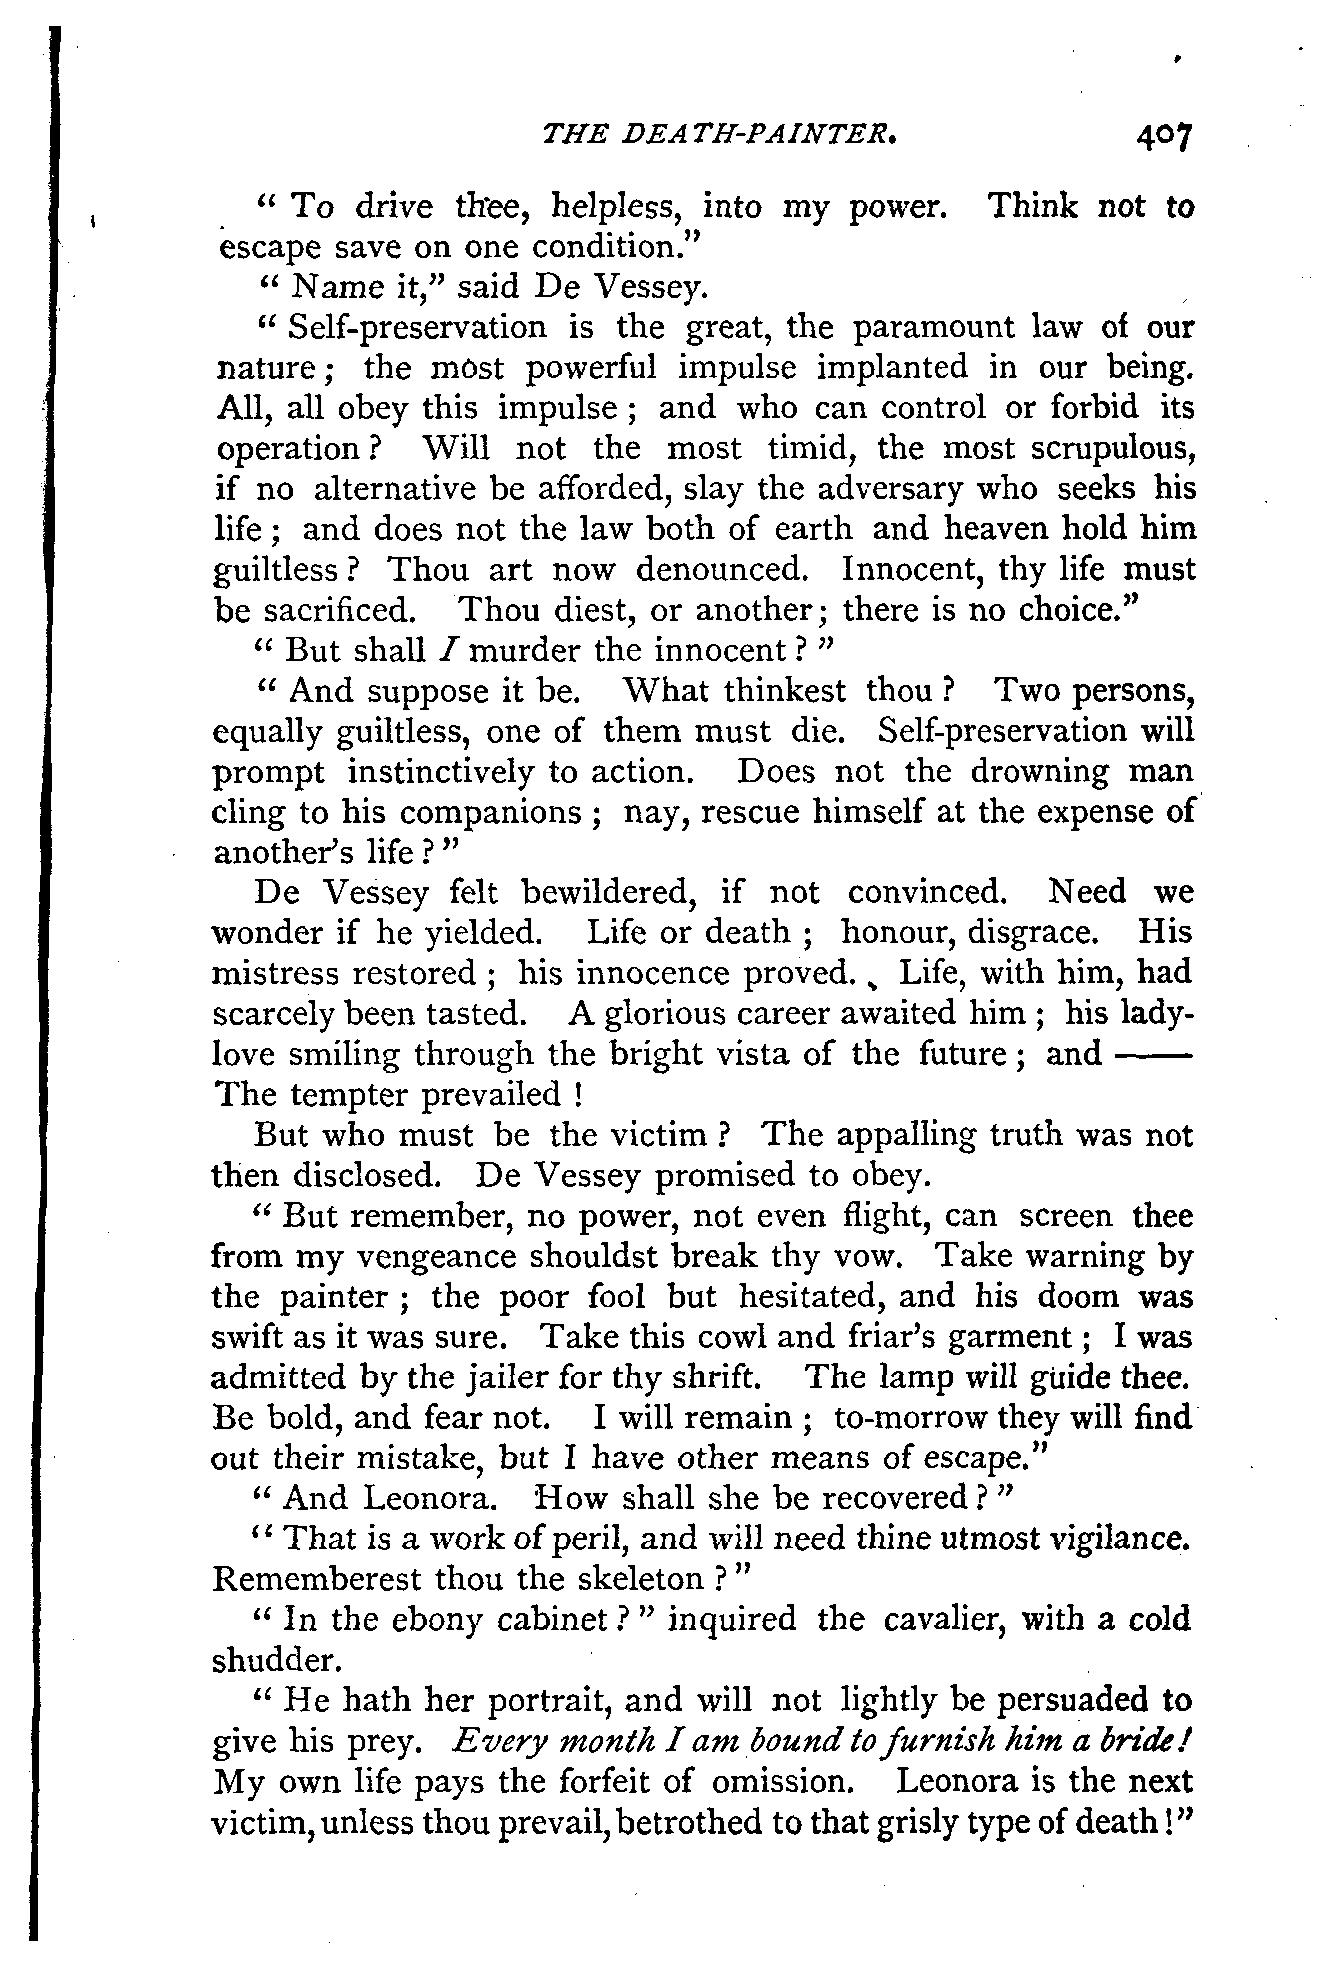 THE DEATH-PAINTER. 407
“ To drive thee, helpless, into my power. Think not to
escape save on one condition.”
“ Name it,” said De Vessey.
“ Self-preservation is the great, the paramount law of our
nature ; the most powerful impulse implanted in our being.
All, all obey this impulse ; and who can control or forbid its
operation ? Will not the most timid, the most scrupulous,
if no alternative be afforded, slay the adversary who seeks his
life ; and does not the law both of earth and heaven hold him
guiltless ? Thou art now denounced. Innocent, thy life must
be sacrificed. Thou diest, or another; there is no choice.”
“ But shall I murder the innocent ? ”
“ And suppose it be. What thinkest thou ? Two persons,
equally guiltless, one of them must die. Self-preservation will
prompt instinctively to action. Does not the drowning man
cling to his companions ; nay, rescue himself at the expense of
another’s life ? ”
De Vessey felt bewildered, if not convinced. Need we
wonder if he yielded. Life or death ; honour, disgrace. His
mistress restored ; his innocence proved. Life, with him, had
scarcely been tasted. A glorious career awaited him ; his lady-
love smiling through the bright vista of the future ; and ——
The tempter prevailed !
But who must be the victim ? The appalling truth was not
then disclosed. De Vessey promised to obey.
“ But remember, no power, not even flight, can screen thee
from my vengeance shouldst break thy vow. Take warning by
the painter ; the poor fool but hesitated, and his doom was
swift as it was sure. Take this cowl and friar’s garment ; I was
admitted by the jailer for thy shrift. The lamp will guide thee.
Be bold, and fear not. I will remain ; to-morrow they will find
out their mistake, but I have other means of escape.”
“ And Leonora. How shall she be recovered ? ”
“ That is a work of peril, and will need thine utmost vigilance.
Rememberest thou the skeleton ? ”
“ In the ebony cabinet ? ” inquired the cavalier, with a cold
shudder.
“ He hath her portrait, and will not lightly be persuaded to
give his prey. Every month I am bound to furnish him a bride!
My own life pays the forfeit of omission. Leonora is the next
victim, unless thou prevail, betrothed to that grisly type of death !”